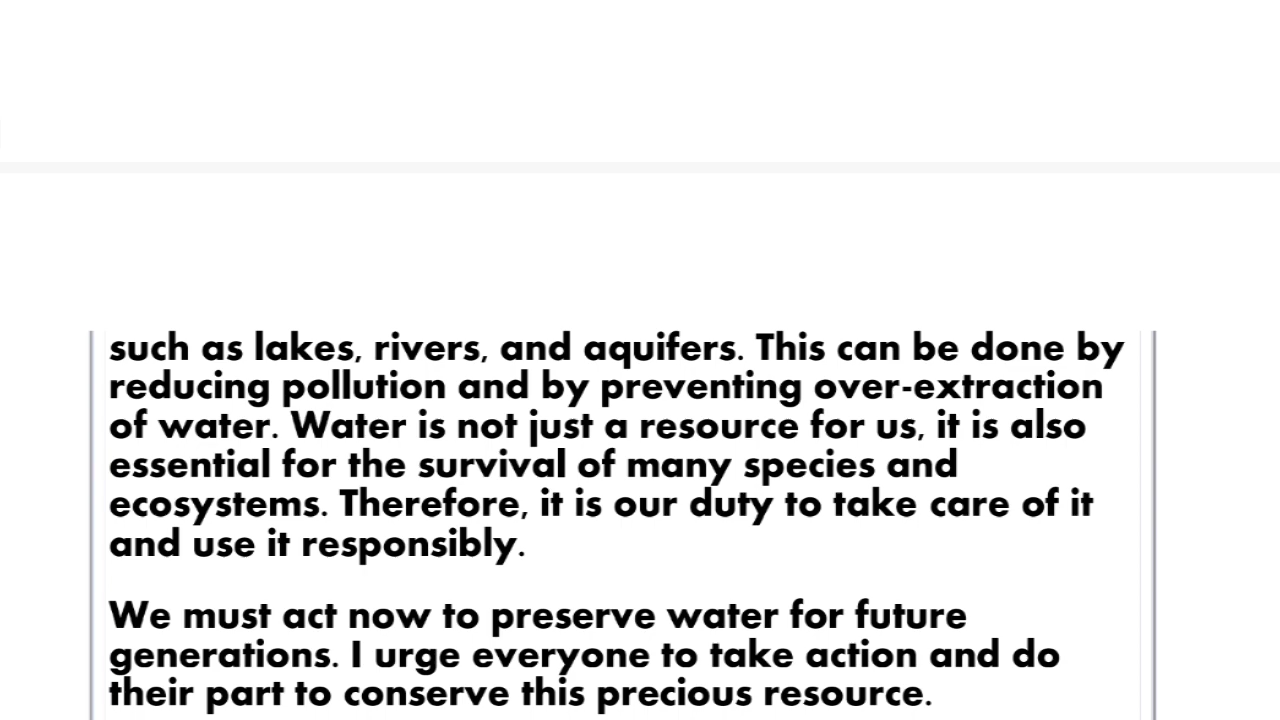 such as lakes, rivers, and aquifers. This can be done by
reducing pollution and by preventing over-extraction
of water. Water is not just a resource for us, it is also
essential for the survival of many species and
ecosystems. Therefore, it is our duty to take care of it
and use it responsibly.
We must act now to preserve water for future
generations. I urge everyone to take action and do
their part to conserve this precious resource.